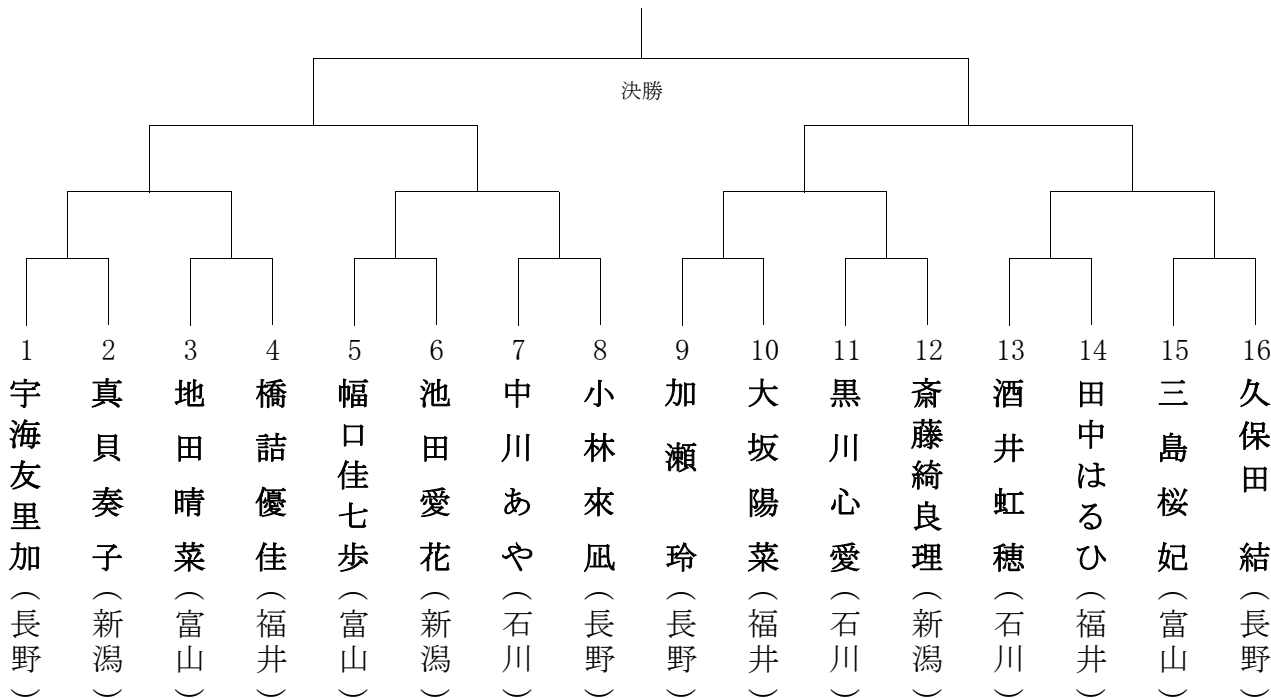 決勝
1 宇海友里加（長野）
2 真貝奏子（新潟）
3 地田晴菜（富山）
4 橋詰優佳（福井）
5 幅口佳七歩（富山）
6 池田愛花（新潟）
7 中川あや（石川）
8 小林來凪（長野）
9 加瀬玲（長野）
10 大坂陽菜（福井）
11 黒川心愛（石川）
12 斎藤綺良理（新潟）
13 酒井虹穂（石川）
14 田中はるひ（福井）
15 三島桜妃（富山）
16 久保田結（長野）